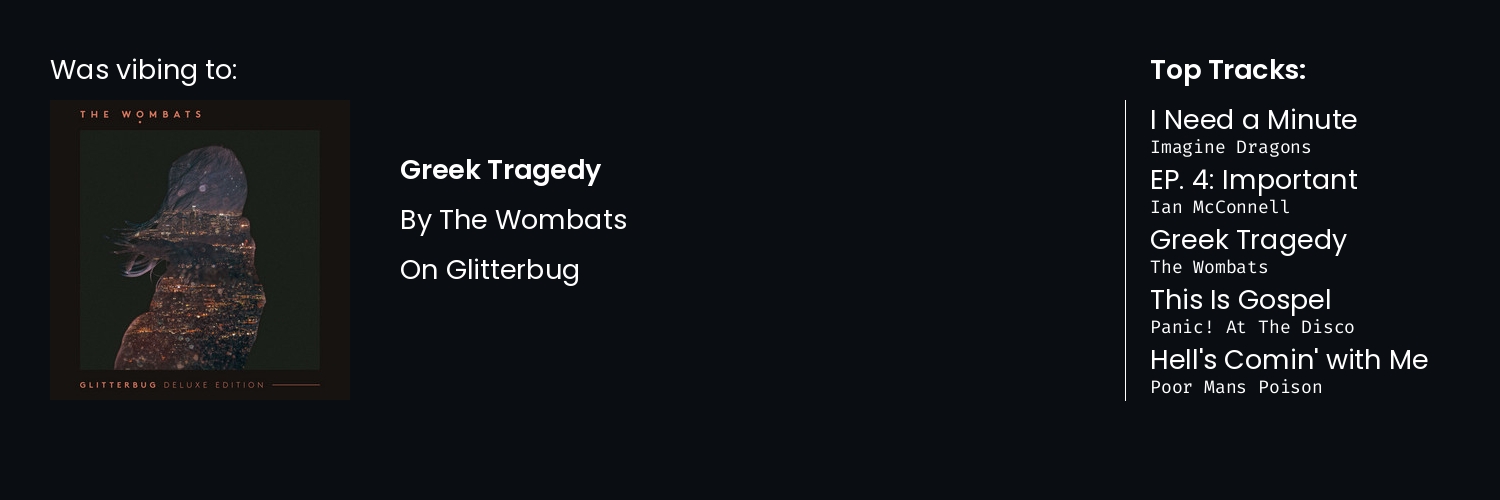 Was vibing to:
THE WOMBATS
GLITTERBUG DELUXE EDITION
Greek Tragedy
By The Wombats
On Glitterbug
Top Tracks:
I Need a Minute
Imagine Dragons
EP. 4: Important
Ian McConnell
Greek Tragedy
The Wombats
This Is Gospel
Panic! At The Disco
Hell's Comin' with Me
Poor Mans Poison